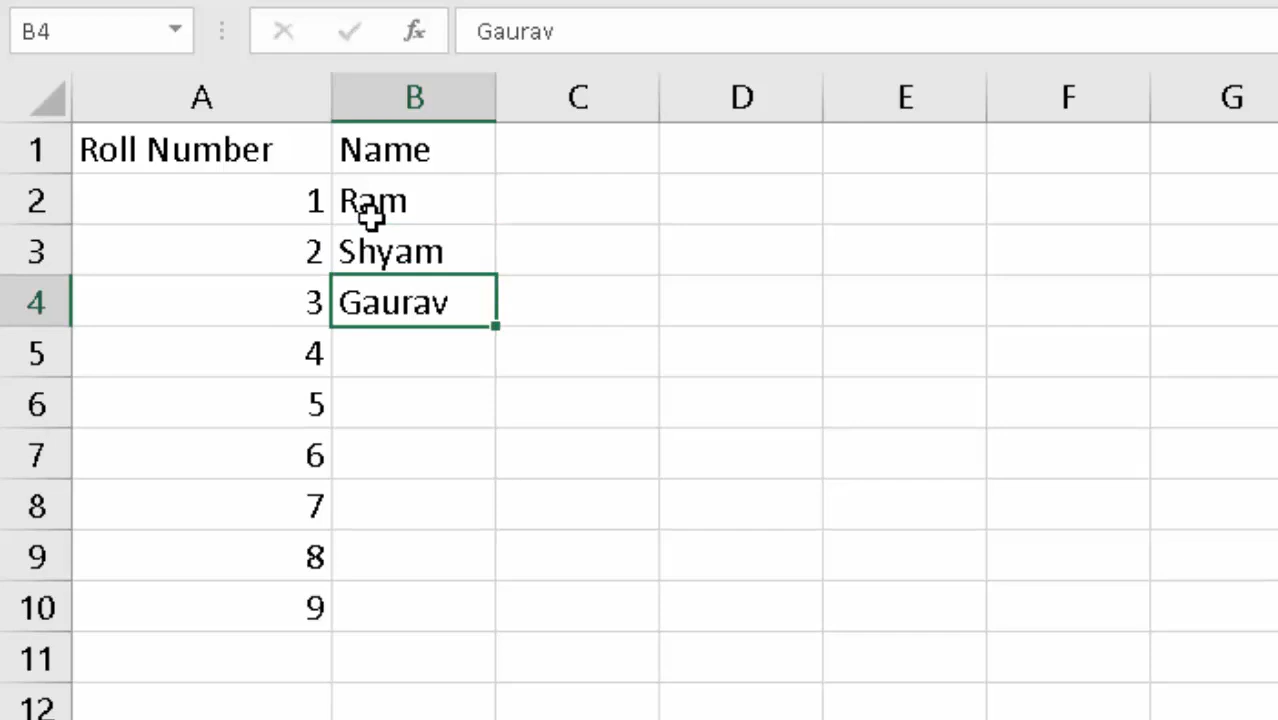 B4 fx Gaurav
A B C D E F G
1 Roll Number Name
2 1 Ram
3 2 Shyam
4 3 Gaurav
5 4
6 5
7 6
8 7
9 8
10 9
11
12